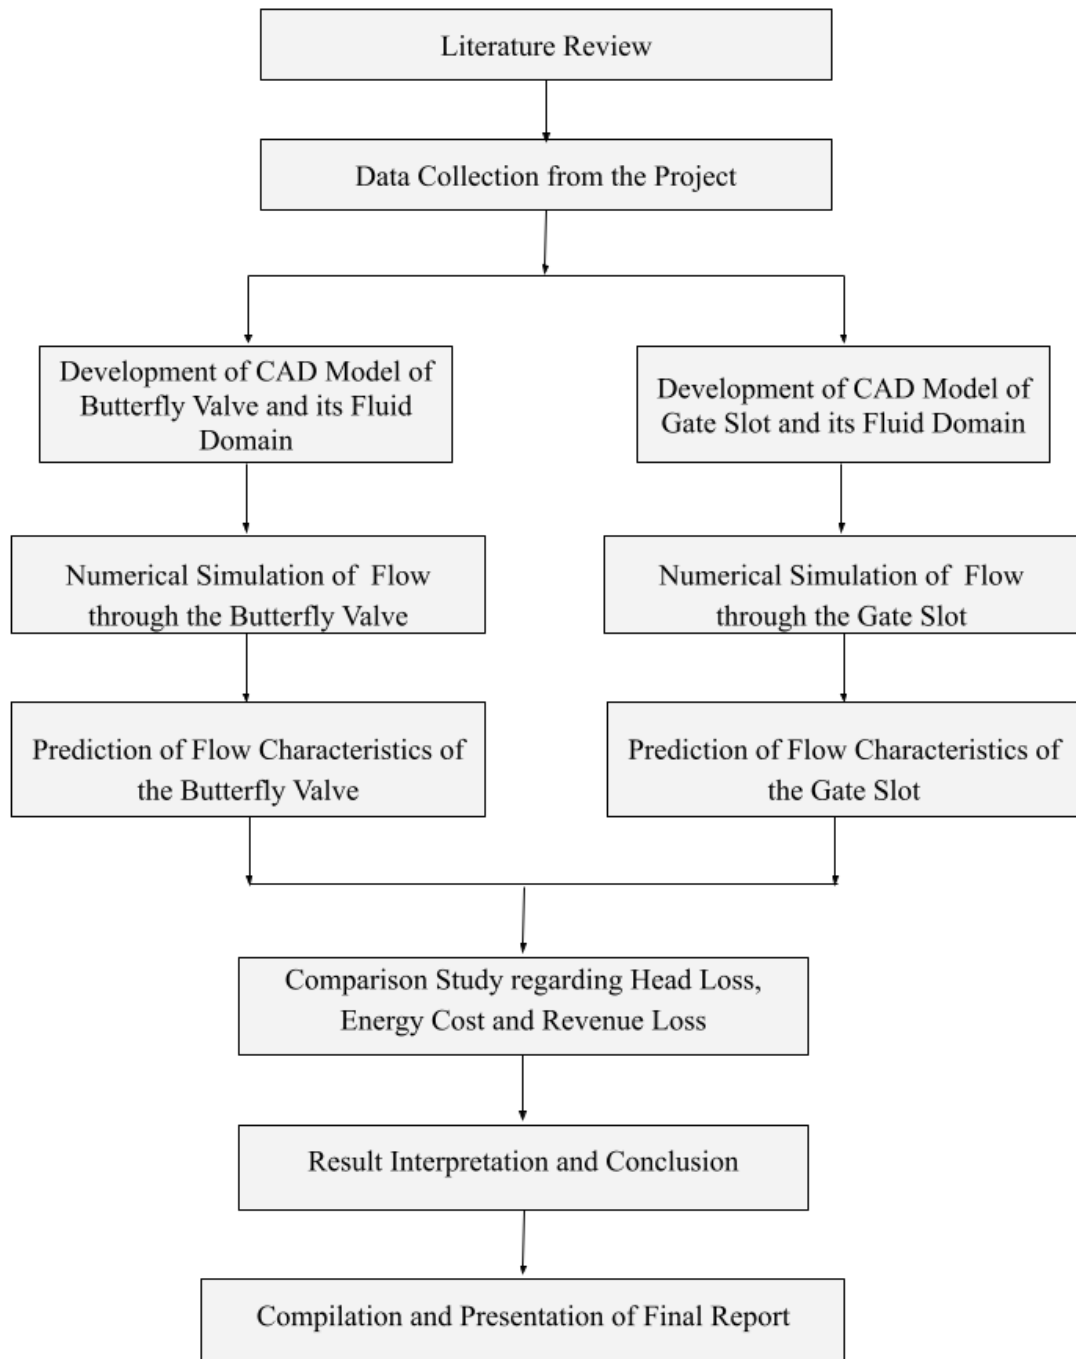 Literature Review
Data Collection from the Project
Development of CAD Model of
Butterfly Valve and its Fluid
Domain
Development of CAD Model of
Gate Slot and its Fluid Domain
Numerical Simulation of  Flow
through the Butterfly Valve
Numerical Simulation of  Flow
through the Gate Slot
Prediction of Flow Characteristics of
the Butterfly Valve
Prediction of Flow Characteristics of
the Gate Slot
Comparison Study regarding Head Loss,
Energy Cost and Revenue Loss
Result Interpretation and Conclusion
Compilation and Presentation of Final Report